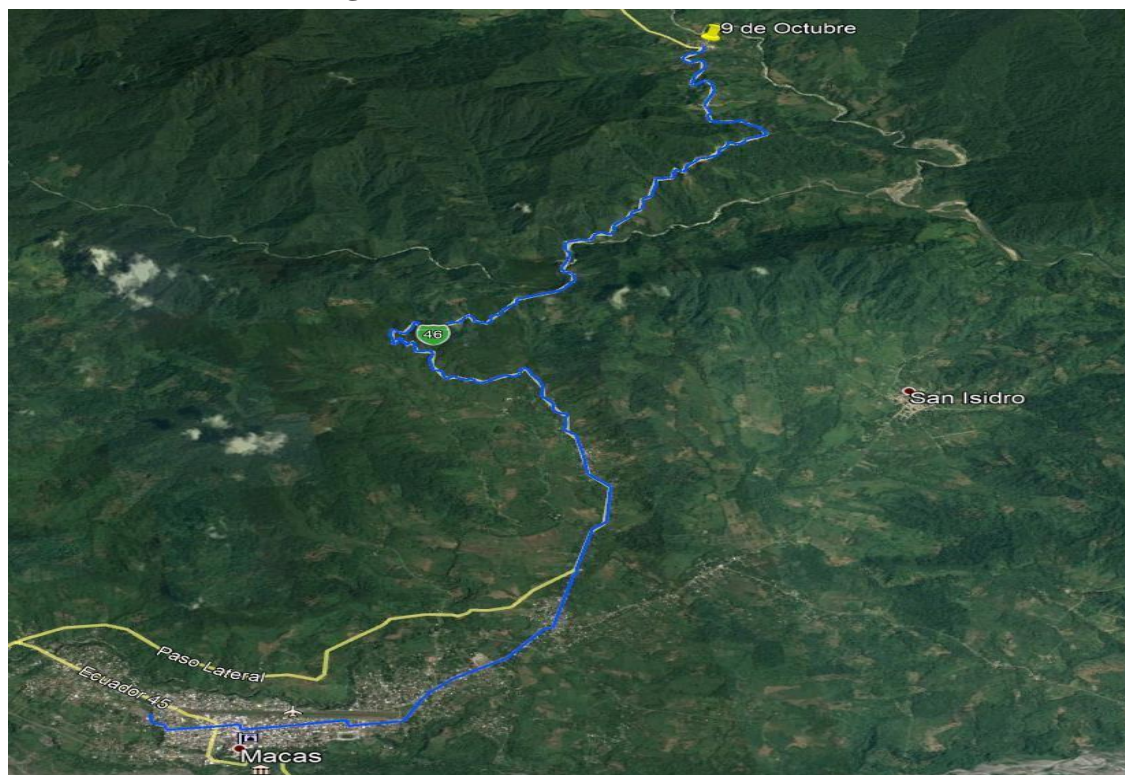 9 de Octubre
46
San Isidro
Paso Lateral
Ecuador 45
Macas